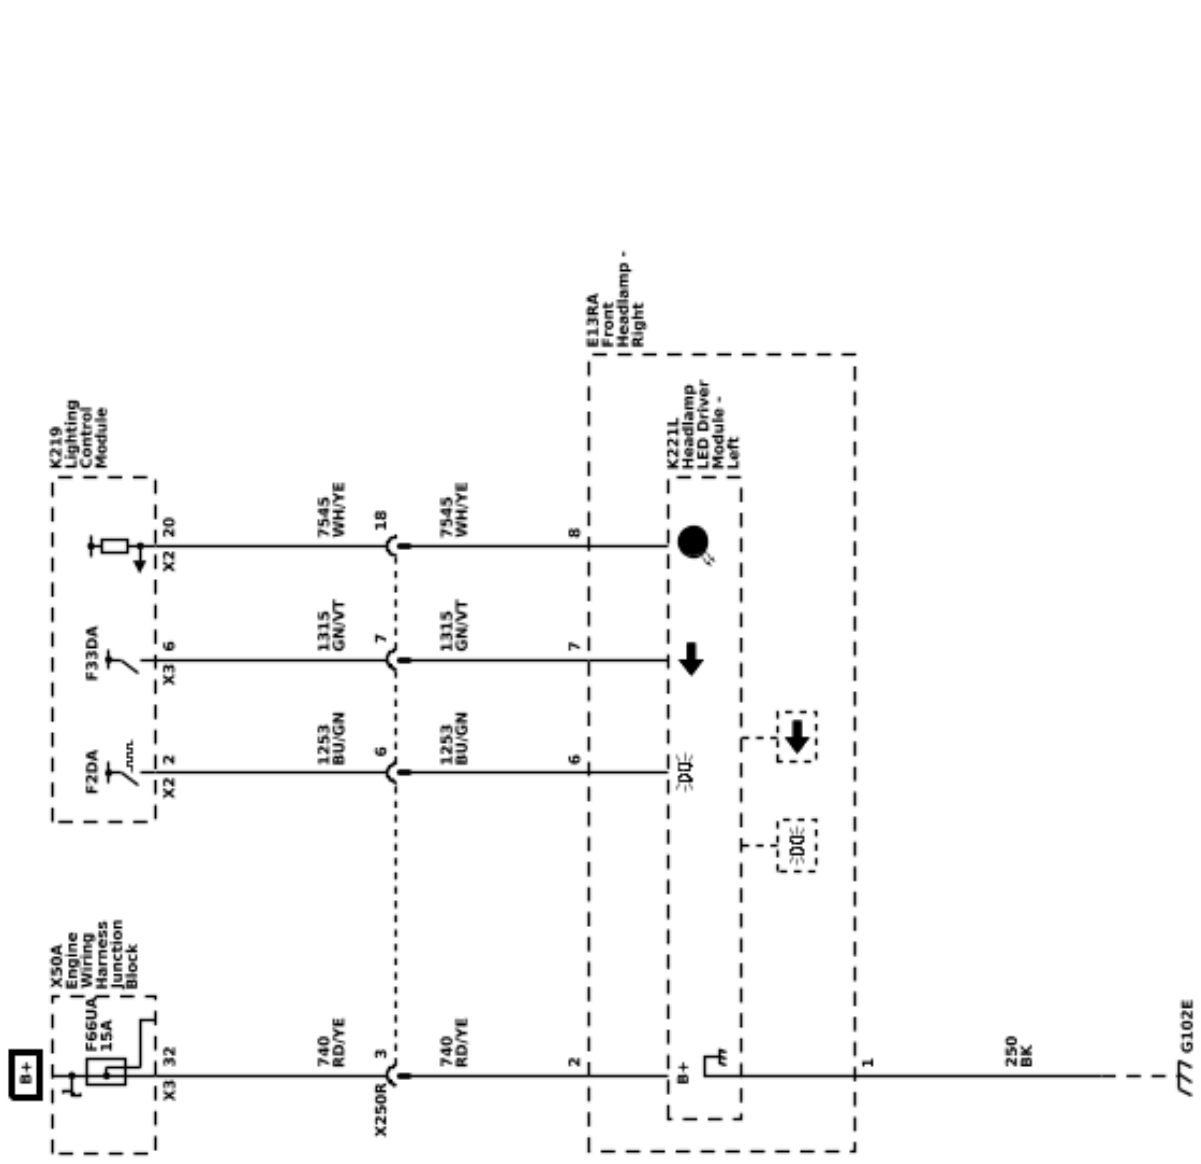 B+
X50A
Engine
Wiring
Harness
Junction
Block
F66UA
15A
X3
32
K219
Lighting
Control
Module
F2DA
F33DA
X2
2
X3
6
X2
20
740
RD/YE
1253
BU/GN
1315
GN/VT
7545
WH/YE
X250R
3
6
7
18
740
RD/YE
1253
BU/GN
1315
GN/VT
7545
WH/YE
2
6
7
8
E13RA
Front
Headlamp -
Right
K221L
Headlamp
LED Driver
Module -
Left
B+
1
250
BK
G102E